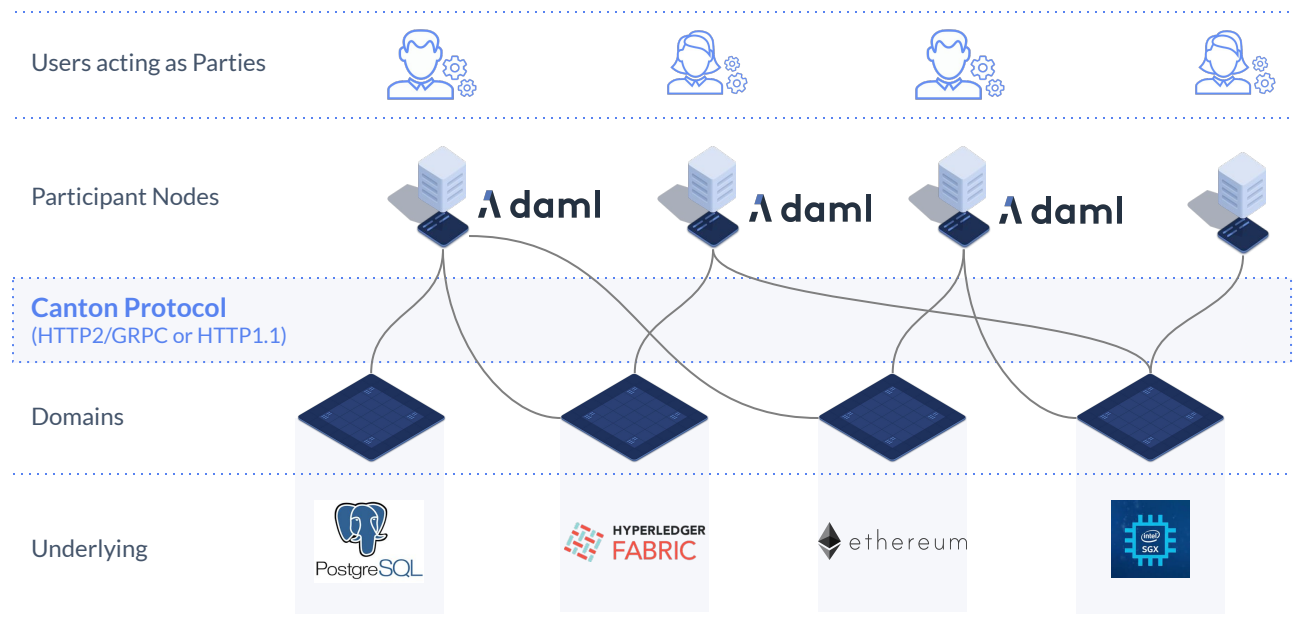 Users acting as Parties
Participant Nodes
daml
daml
daml
Canton Protocol
(HTTP2/GRPC or HTTP1.1)
Domains
Underlying
PostgreSQL
HYPERLEDGER
FABRIC
ethereum
intel
SGX